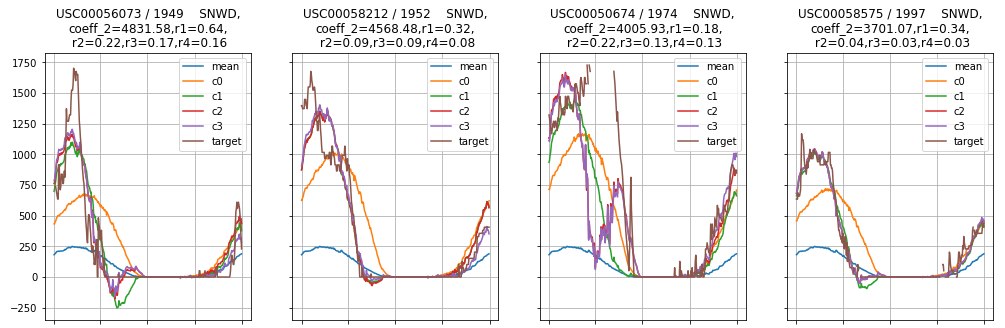 USC00056073 / 1949 SNWD,
coeff_2=4831.58,r1=0.64,
r2=0.22,r3=0.17,r4=0.16
USC00058212 / 1952 SNWD,
coeff_2=4568.48,r1=0.32,
r2=0.09,r3=0.09,r4=0.08
USC00050674 / 1974 SNWD,
coeff_2=4005.93,r1=0.18,
r2=0.22,r3=0.13,r4=0.13
USC00058575 / 1997 SNWD,
coeff_2=3701.07,r1=0.34,
r2=0.04,r3=0.03,r4=0.03
1750
1500
1250
1000
750
500
250
0
−250
mean
c0
c1
c2
c3
target
mean
c0
c1
c2
c3
target
mean
c0
c1
c2
c3
target
mean
c0
c1
c2
c3
target